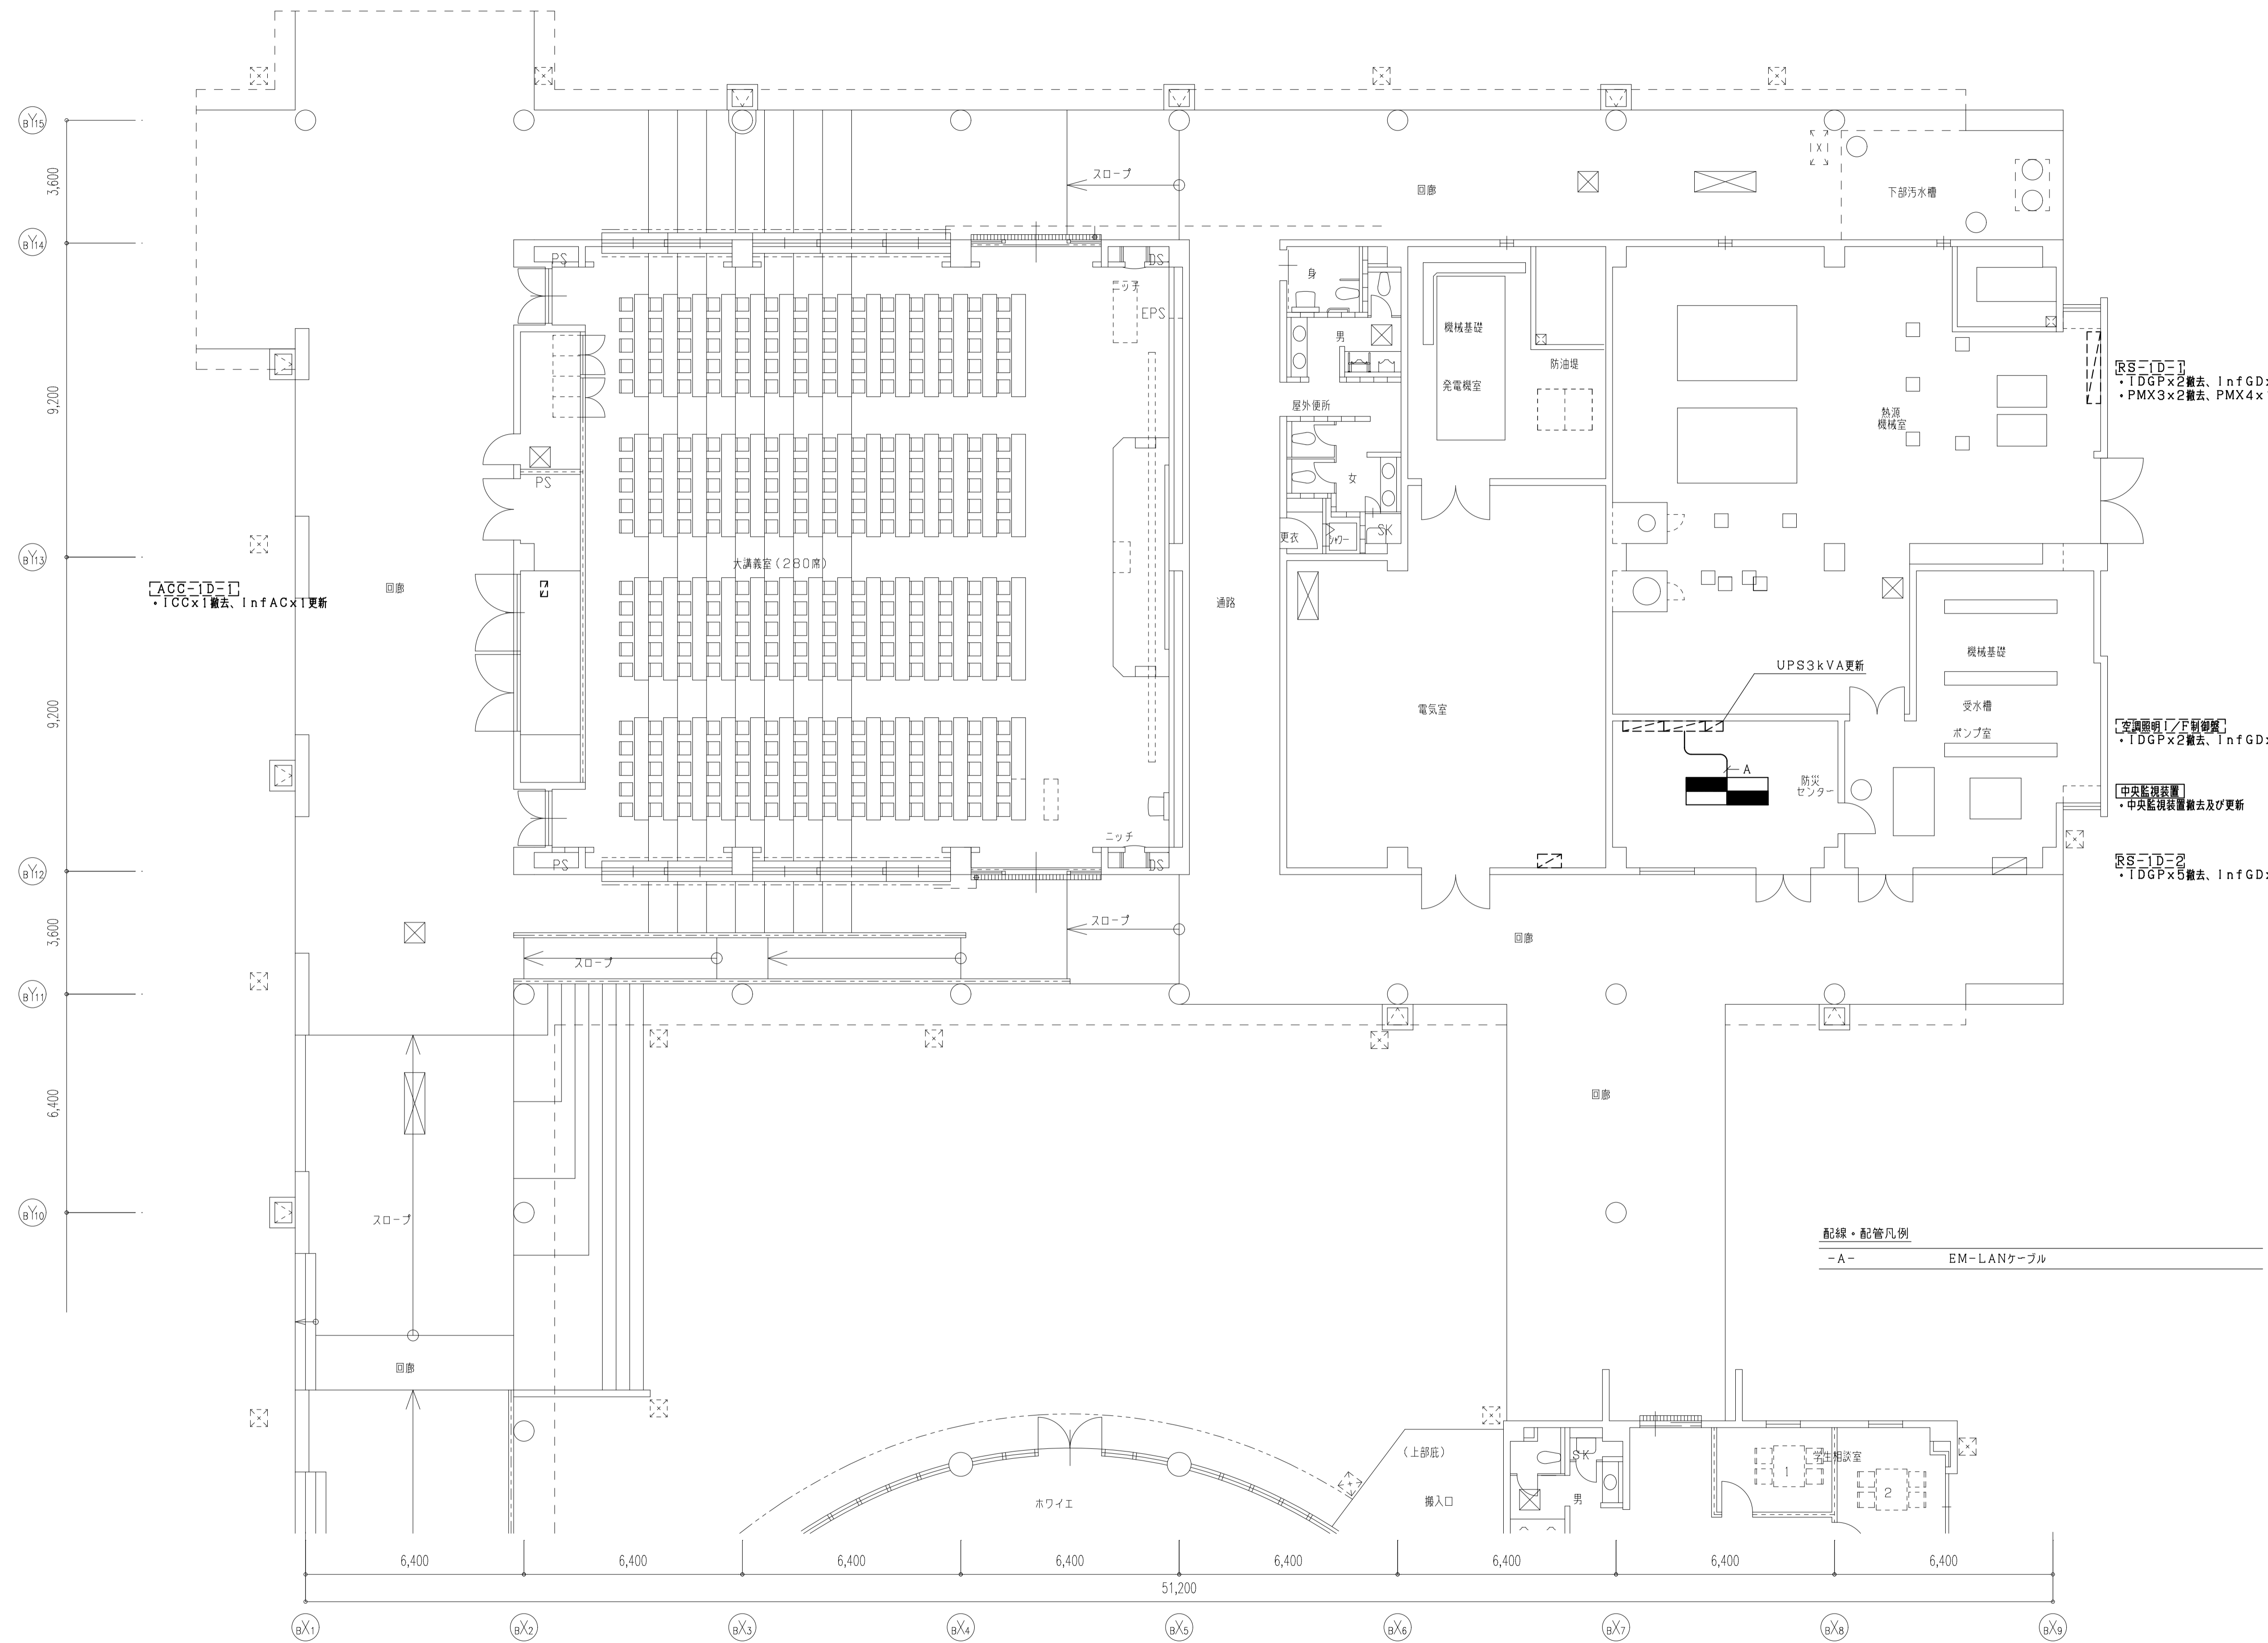 BY15
3,600
スロープ
回廊
下部汚水槽
BY14
PS
DS
ニッチ
EPS
身
男
機械基礎
発電機室
防油堤
熱源
機械室
RS-1D-1
・IDGPx2撤去、InfGDx
・PMX3x2撤去、PMX4x
9,200
屋外便所
PS
女
SK
更衣
シャワー
BY13
大講義室(280席)
ACC-1D-1
・ICCx1撤去、InfACx1更新
回廊
通路
機械基礎
UPS3kVA更新
9,200
電気室
受水槽
ポンプ室
空調照明I/F制御盤
・IDGPx2撤去、InfGDx
A
防災
センター
中央監視装置
・中央監視装置撤去及び更新
ニッチ
BY12
PS
DS
RS-1D-2
・IDGPx5撤去、InfGDx
3,600
スロープ
スロープ
回廊
BY11
6,400
回廊
BY10
スロープ
配線・配管凡例
-A- EM-LANケーブル
回廊
(上部庇)
SK
学生相談室
1
2
ホワイエ
搬入口
男
6,400 6,400 6,400 6,400 6,400 6,400 6,400 6,400
51,200
BX1 BX2 BX3 BX4 BX5 BX6 BX7 BX8 BX9